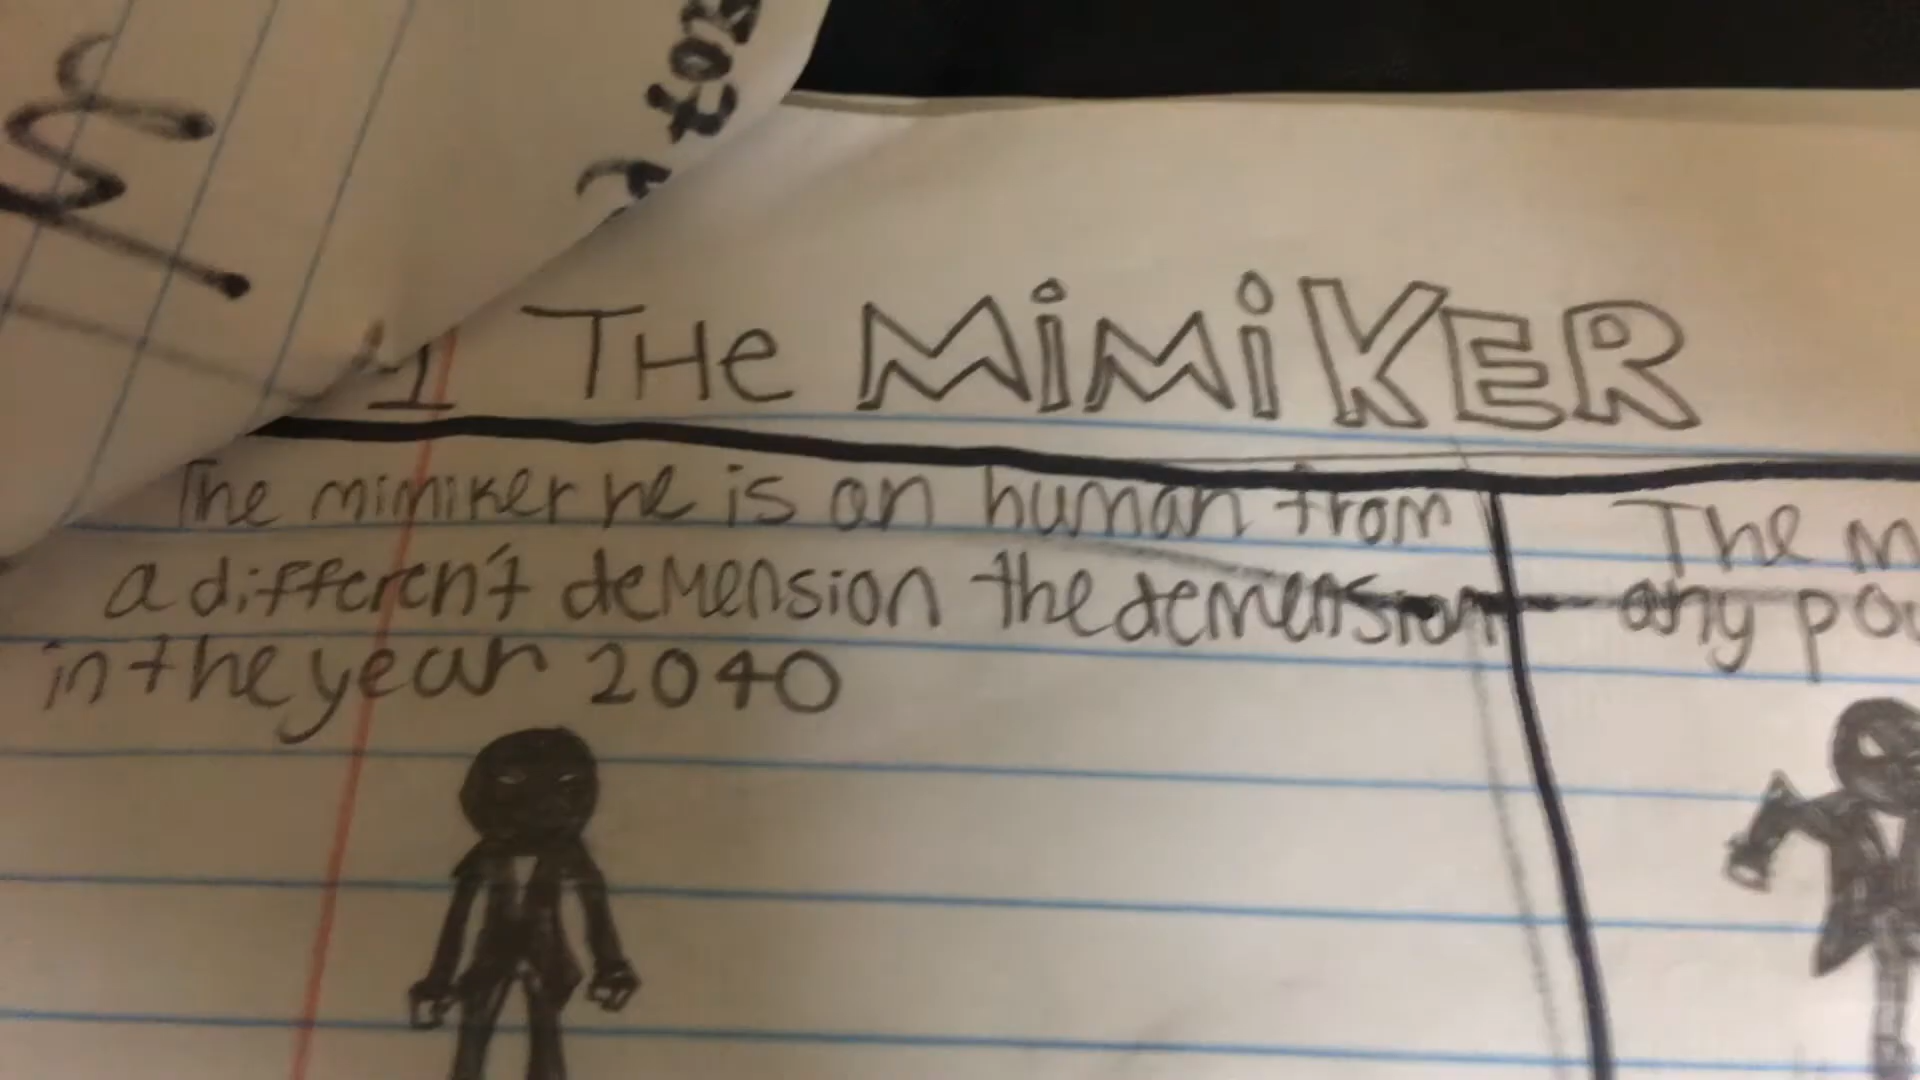 1 THe MiMiKER
The mimiker he is an human from
a different demension the demension
in the year 2040
The m
any po